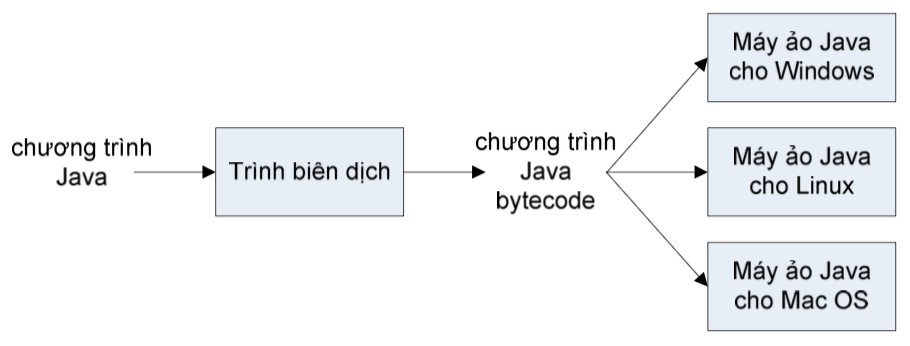 chương trình
Java
Trình biên dịch
chương trình
Java
bytecode
Máy ảo Java
cho Windows
Máy ảo Java
cho Linux
Máy ảo Java
cho Mac OS